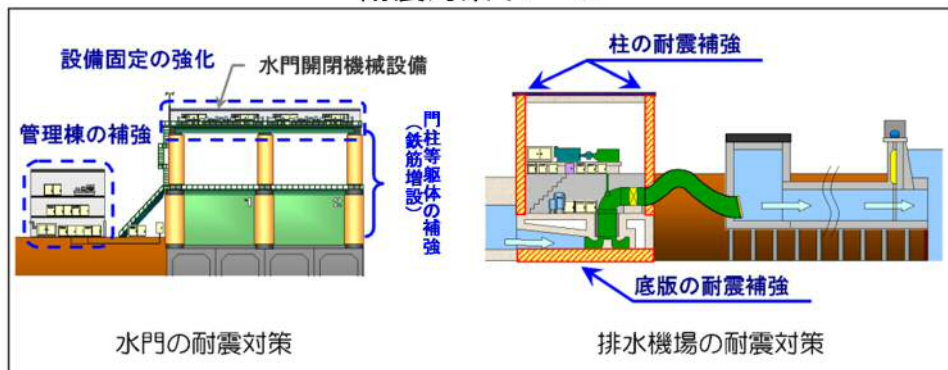 設備固定の強化
水門開閉機械設備
管理棟の補強
門柱等躯体の補強
（鉄筋増設）
水門の耐震対策
柱の耐震補強
底版の耐震補強
排水機場の耐震対策